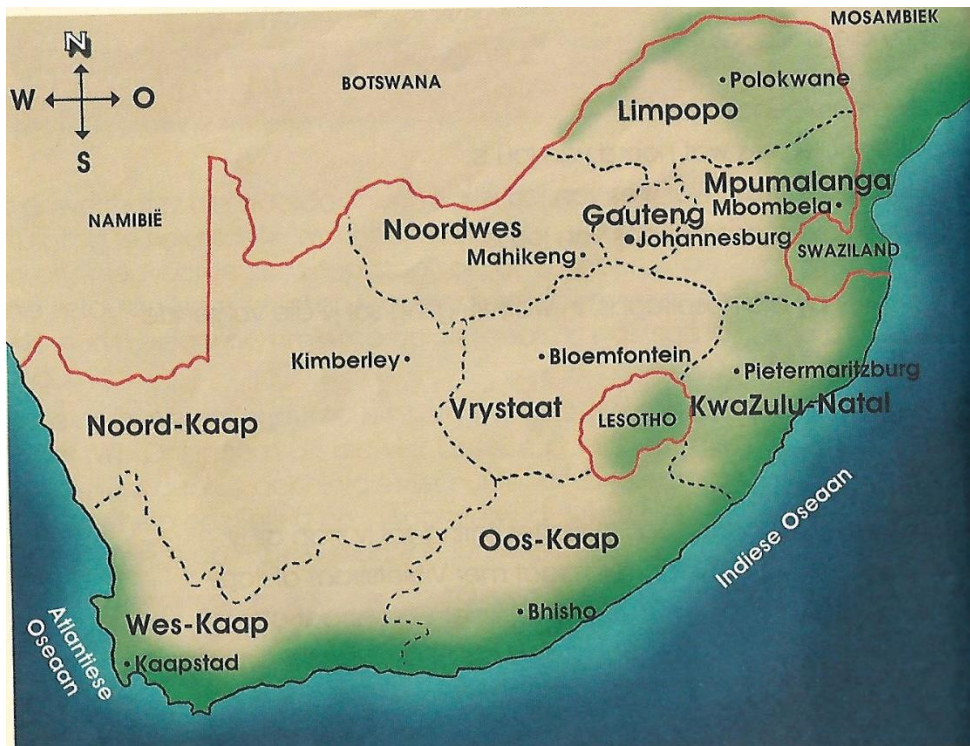 MOSAMBIEK
N
W O
S
BOTSWANA
Polokwane
Limpopo
NAMIBIË
Mpumalanga
Mbombela
Gauteng
Johannesburg
Noordwes
Mahikeng
SWAZILAND
Kimberley
Bloemfontein
Pietermaritzburg
Noord-Kaap
Vrystaat
LESOTHO
KwaZulu-Natal
Oos-Kaap
Indiese Oseaan
Bhisho
Wes-Kaap
Kaapstad
Atlantiese
Oseaan